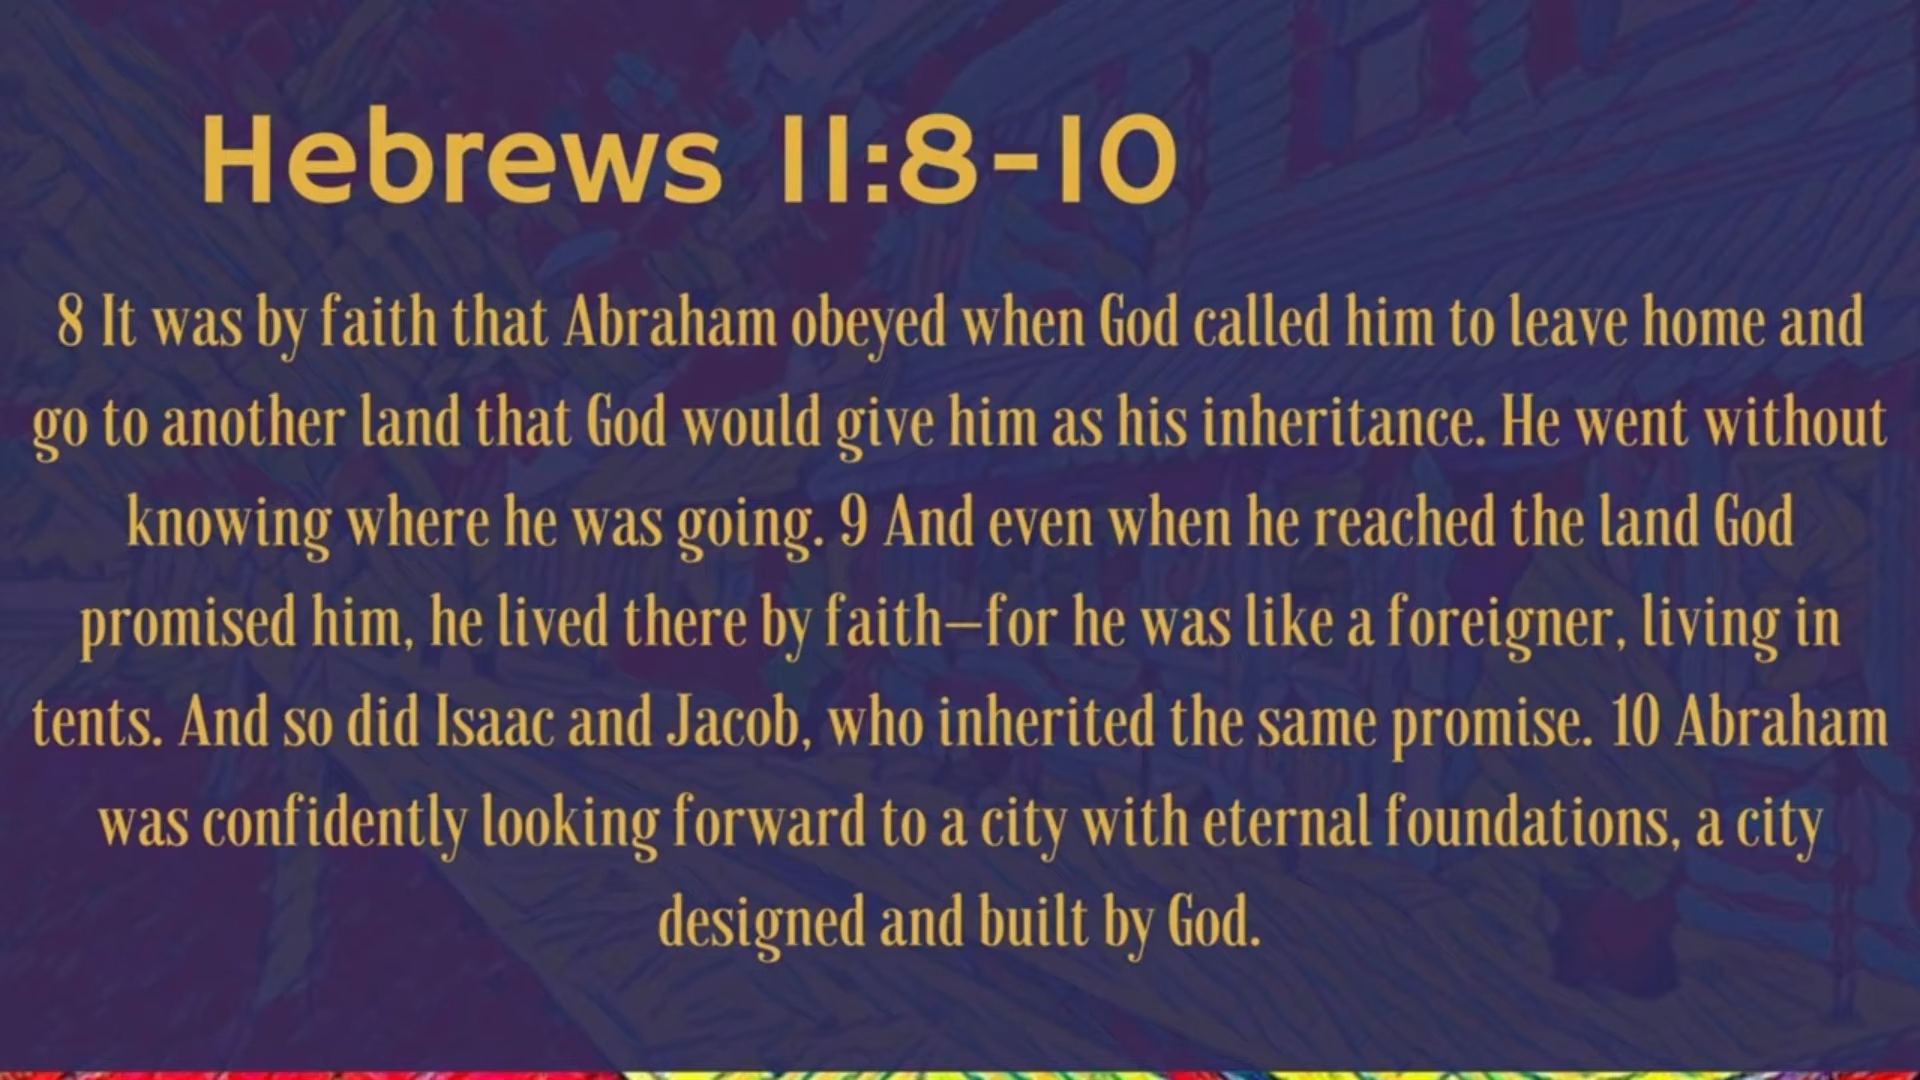 Hebrews 11:8-10
8 It was by faith that Abraham obeyed when God called him to leave home and
go to another land that God would give him as his inheritance. He went without
knowing where he was going. 9 And even when he reached the land God
promised him, he lived there by faith—for he was like a foreigner, living in
tents. And so did Isaac and Jacob, who inherited the same promise. 10 Abraham
was confidently looking forward to a city with eternal foundations, a city
designed and built by God.